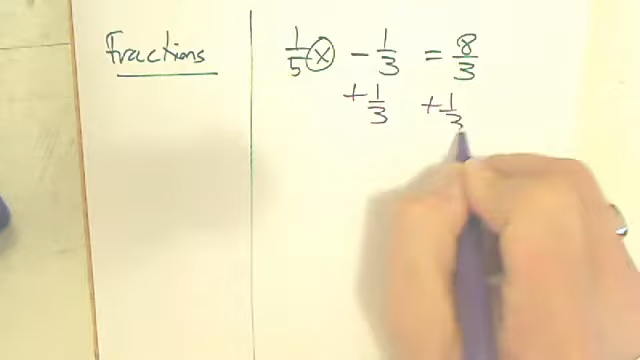 Fractions
1/5 x - 1/3 = 8/3
+ 1/3 + 1/3